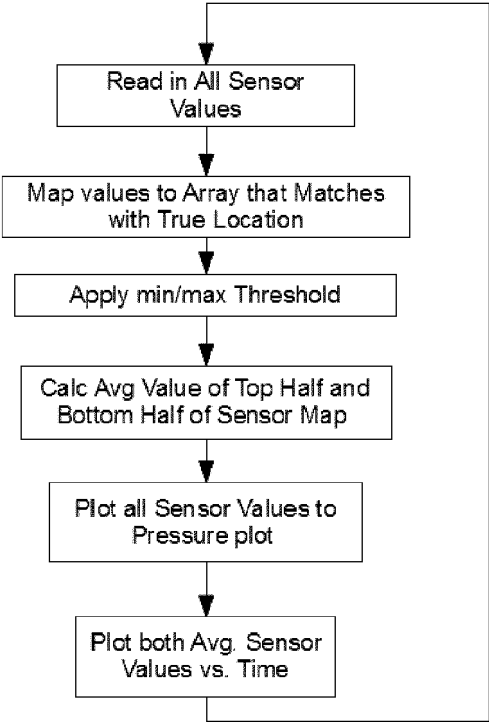 Read in All Sensor
Values
Map values to Array that Matches
with True Location
Apply min/max Threshold
Calc Avg Value of Top Half and
Bottom Half of Sensor Map
Plot all Sensor Values to
Pressure plot
Plot both Avg. Sensor
Values vs. Time